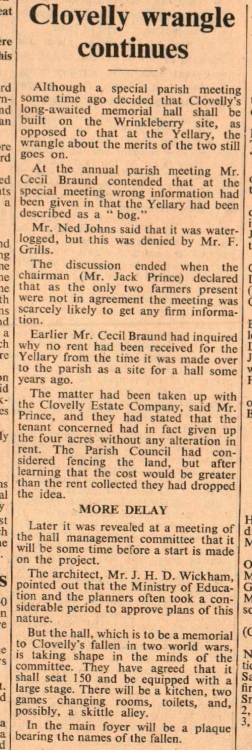 Clovelly wrangle
continues
Although a special parish meeting
some time ago decided that Clovelly's
long-awaited memorial hall shall be
built on the Wrinkleberry site, as
opposed to that at the Yellary, the
wrangle about the merits of the two still
goes on.
At the annual parish meeting Mr.
Cecil Braund contended that at the
special meeting wrong information had
been given in that the Yellary had been
described as a "bog."
Mr. Ned Johns said that it was water-
logged, but this was denied by Mr. F.
Grills.
The discussion ended when the
chairman (Mr. Jack Prince) declared
that as the only two farmers present
were not in agreement the meeting was
scarcely likely to get any firm informa-
tion.
Earlier Mr. Cecil Braund had inquired
why no rent had been received for the
Yellary from the time it was made over
to the parish as a site for a hall some
years ago.
The matter had been taken up with
the Clovelly Estate Company, said Mr.
Prince, and they had stated that the
tenant concerned had in fact given up
the four acres without any alteration in
rent. The Parish Council had con-
sidered fencing the land, but after
learning that the cost would be greater
than the rent collected they had dropped
the idea.
MORE DELAY
Later it was revealed at a meeting of
the hall management committee that it
will be some time before a start is made
on the project.
The architect, Mr. J. H. D. Wickham,
pointed out that the Ministry of Educa-
tion and the planners often took a con-
siderable period to approve plans of this
nature.
But the hall, which is to be a memorial
to Clovelly's fallen in two world wars,
is taking shape in the minds of the
committee. They have agreed that it
shall seat 150 and be equipped with a
large stage. There will be a kitchen, two
games changing rooms, toilets, and,
possibly, a skittle alley.
In the main foyer will be a plaque
bearing the names of the fallen.